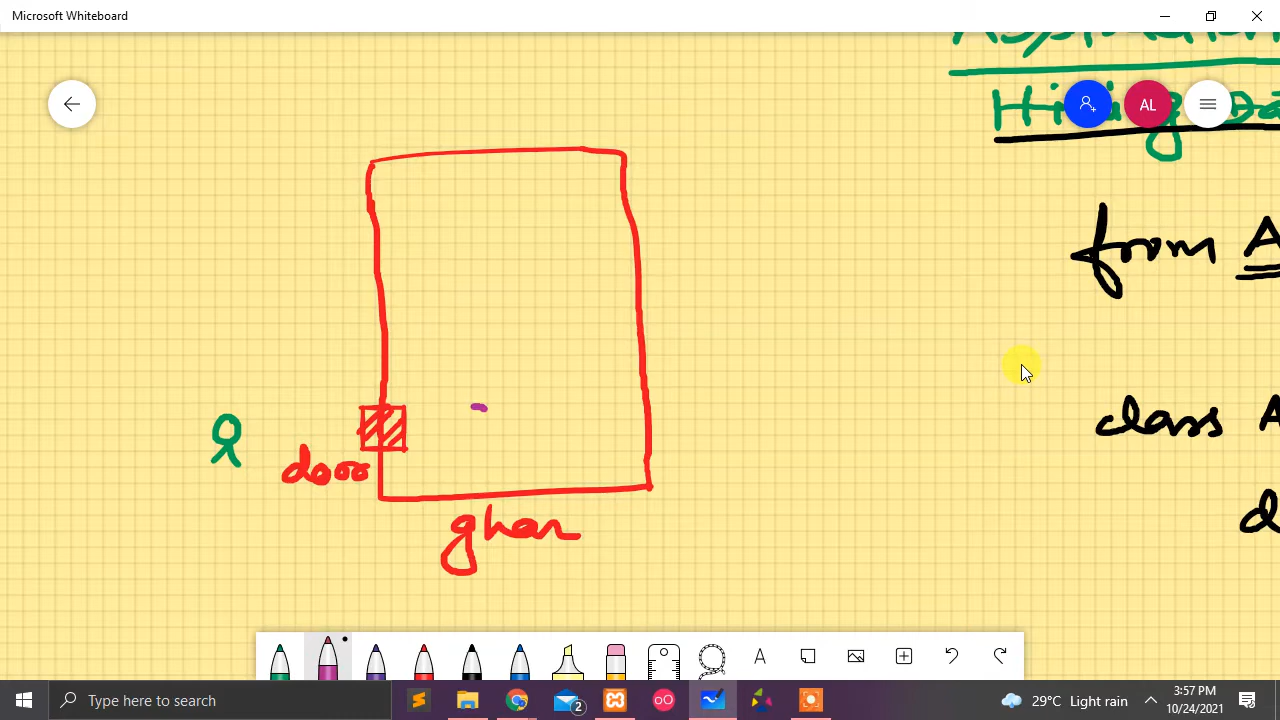 Microsoft Whiteboard
AL
from A
class A
d
door
ghar
A
Type here to search
2
29°C Light rain
3:57 PM
10/24/2021